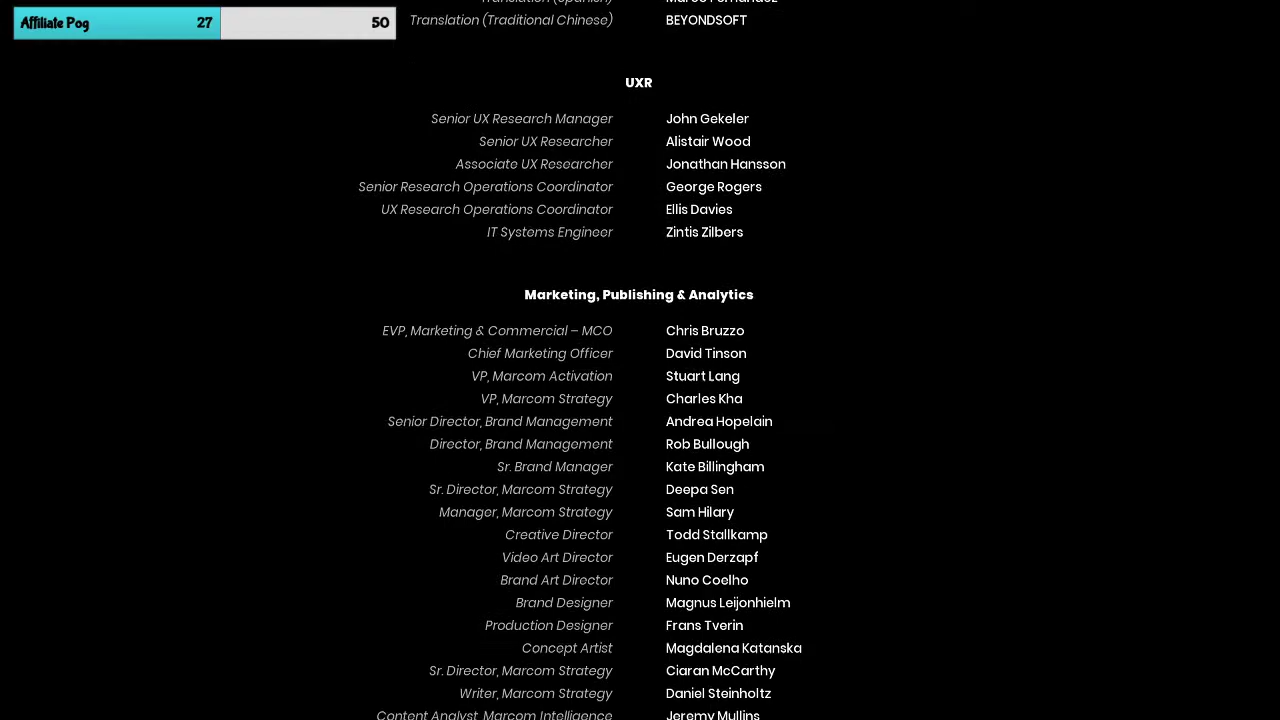 Affiliate Pog 27 50
Translation (Spanish) Marco Fernandez
Translation (Traditional Chinese) BEYONDSOFT
UXR
Senior UX Research Manager John Gekeler
Senior UX Researcher Alistair Wood
Associate UX Researcher Jonathan Hansson
Senior Research Operations Coordinator George Rogers
UX Research Operations Coordinator Ellis Davies
IT Systems Engineer Zintis Zilbers
Marketing, Publishing & Analytics
EVP, Marketing & Commercial – MCO Chris Bruzzo
Chief Marketing Officer David Tinson
VP, Marcom Activation Stuart Lang
VP, Marcom Strategy Charles Kha
Senior Director, Brand Management Andrea Hopelain
Director, Brand Management Rob Bullough
Sr. Brand Manager Kate Billingham
Sr. Director, Marcom Strategy Deepa Sen
Manager, Marcom Strategy Sam Hilary
Creative Director Todd Stallkamp
Video Art Director Eugen Derzapf
Brand Art Director Nuno Coelho
Brand Designer Magnus Leijonhielm
Production Designer Frans Tverin
Concept Artist Magdalena Katanska
Sr. Director, Marcom Strategy Ciaran McCarthy
Writer, Marcom Strategy Daniel Steinholtz
Content Analyst, Marcom Intelligence Jeremy Mullins